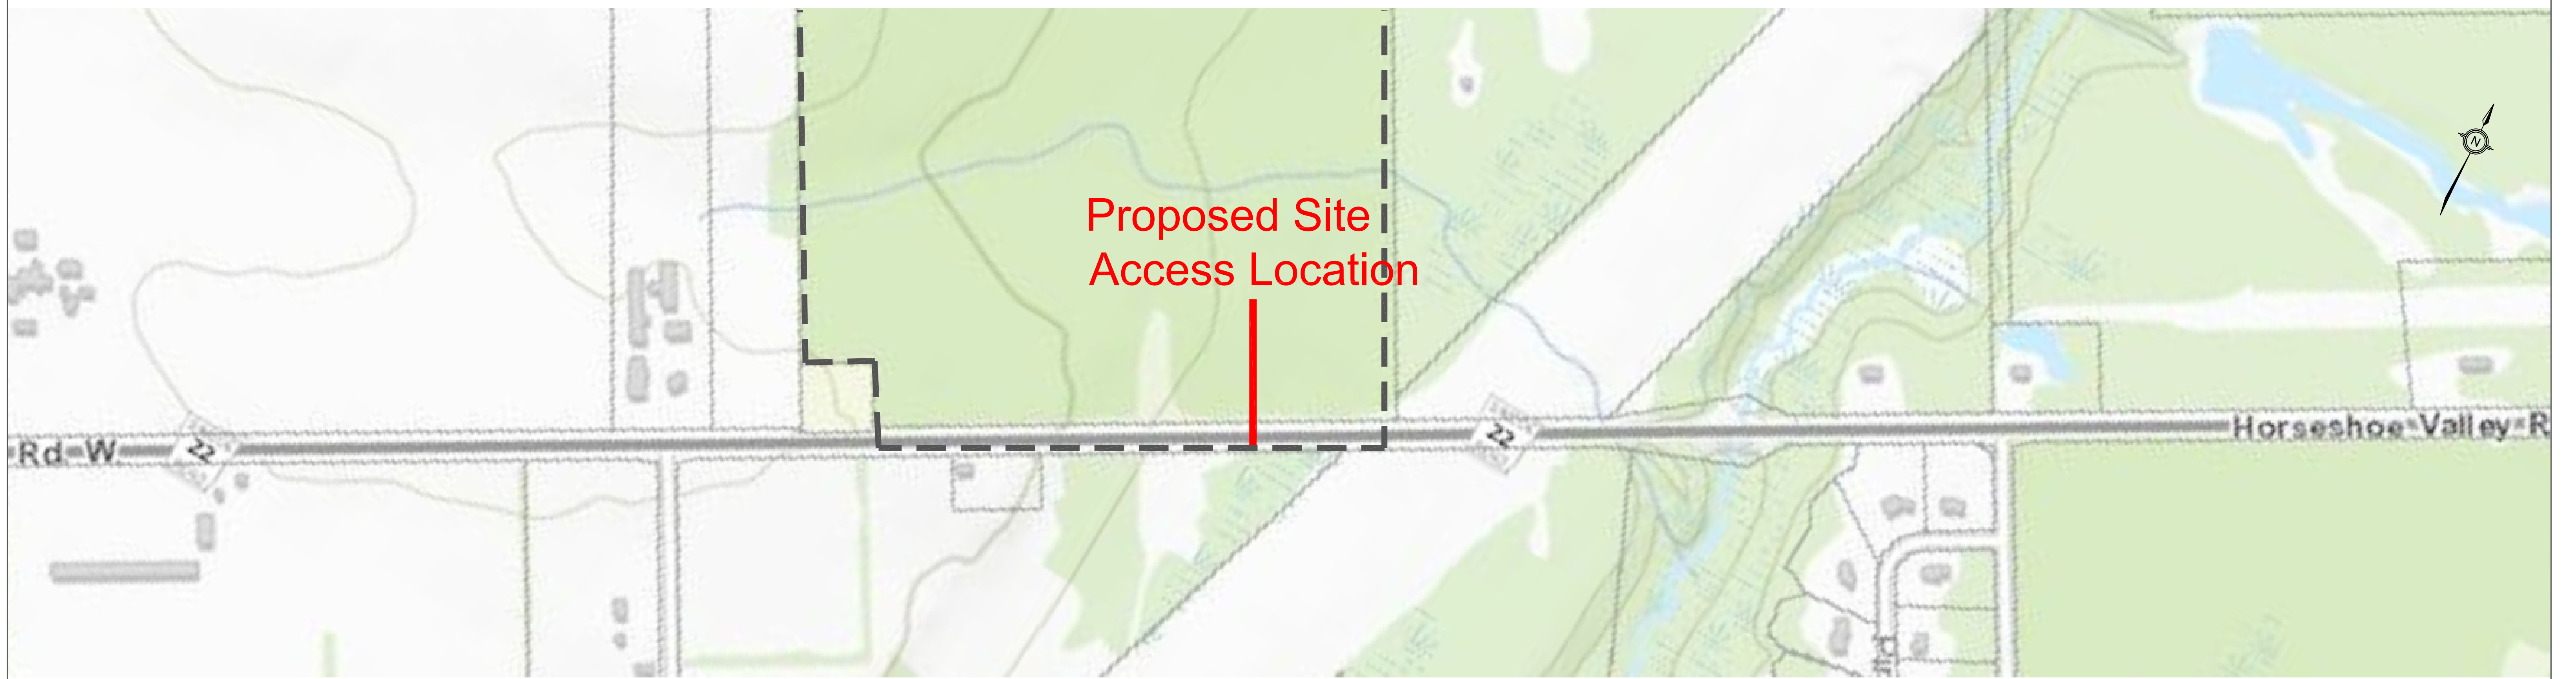 Proposed Site
Access Location
N
Rd W
22
22
Horseshoe Valley R